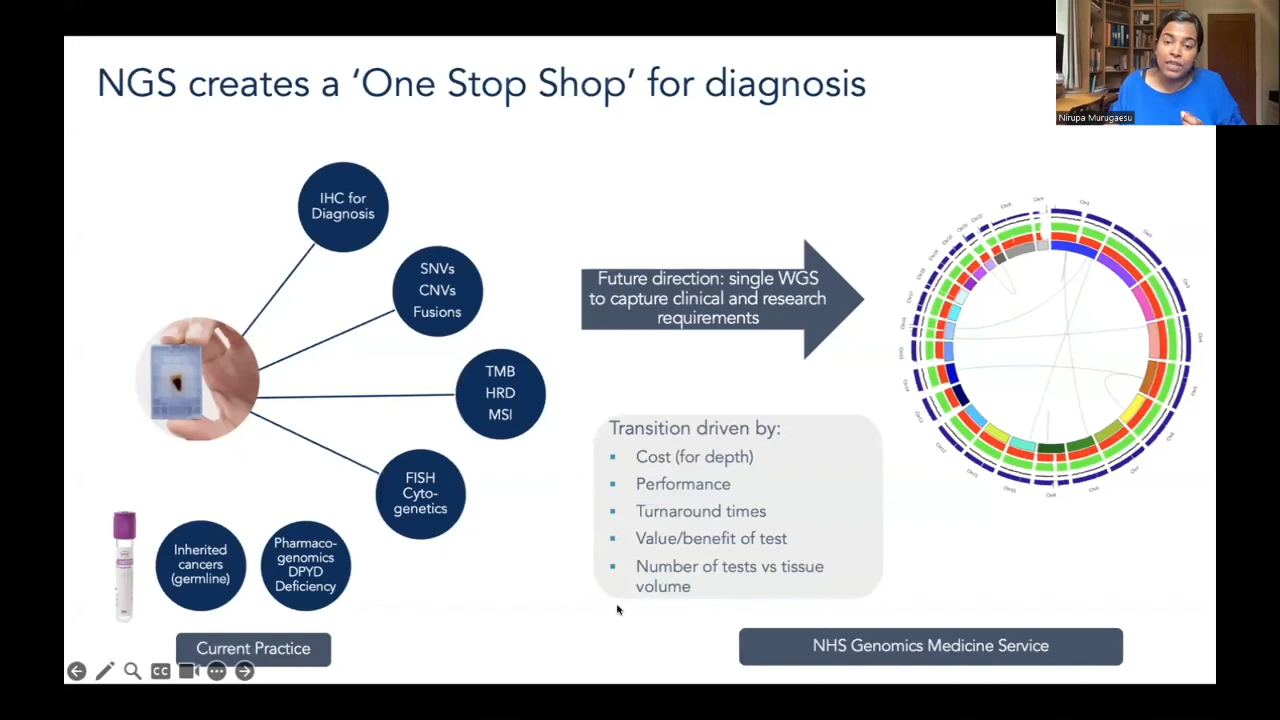 NGS creates a 'One Stop Shop' for diagnosis
Nirupa Murugaesu
IHC for
Diagnosis
SNVs
CNVs
Fusions
TMB
HRD
MSI
FISH
Cyto-
genetics
Inherited
cancers
(germline)
Pharmaco-
genomics
DPYD
Deficiency
Current Practice
Future direction: single WGS
to capture clinical and research
requirements
Transition driven by:
▪ Cost (for depth)
▪ Performance
▪ Turnaround times
▪ Value/benefit of test
▪ Number of tests vs tissue
volume
NHS Genomics Medicine Service
CC